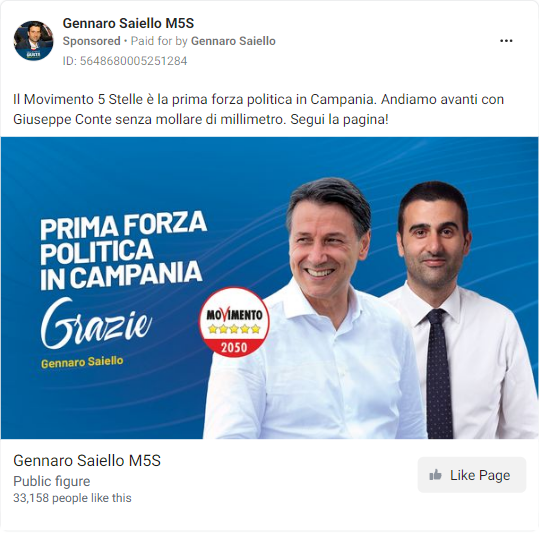 Gennaro Saiello M5S
Sponsored • Paid for by Gennaro Saiello
ID: 5648680005251284
Il Movimento 5 Stelle è la prima forza politica in Campania. Andiamo avanti con
Giuseppe Conte senza mollare di millimetro. Segui la pagina!
PRIMA FORZA
POLITICA
IN CAMPANIA
Grazie
Gennaro Saiello
MOVIMENTO
2050
Gennaro Saiello M5S
Public figure
33,158 people like this
Like Page